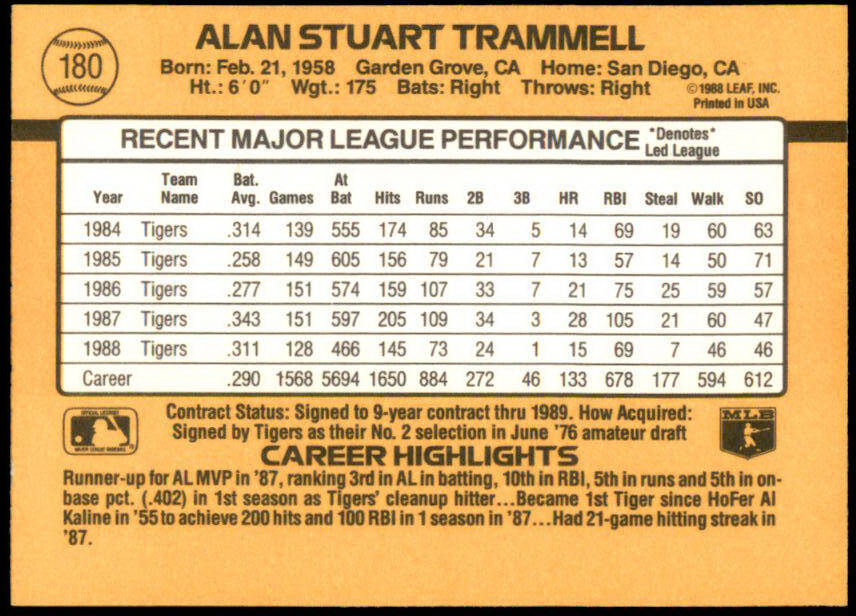 180
ALAN STUART TRAMMELL
Born: Feb. 21, 1958 Garden Grove, CA Home: San Diego, CA
Ht.: 6'0" Wgt.: 175 Bats: Right Throws: Right ©1988 LEAF, INC.
Printed in USA
RECENT MAJOR LEAGUE PERFORMANCE *Denotes*
Led League
Year Team Name Bat. Avg. Games At Bat Hits Runs 2B 3B HR RBI Steal Walk SO
1984 Tigers .314 139 555 174 85 34 5 14 69 19 60 63
1985 Tigers .258 149 605 156 79 21 7 13 57 14 50 71
1986 Tigers .277 151 574 159 107 33 7 21 75 25 59 57
1987 Tigers .343 151 597 205 109 34 3 28 105 21 60 47
1988 Tigers .311 128 466 145 73 24 1 15 69 7 46 46
Career .290 1568 5694 1650 884 272 46 133 678 177 594 612
Contract Status: Signed to 9-year contract thru 1989. How Acquired:
Signed by Tigers as their No. 2 selection in June '76 amateur draft
OFFICIAL LICENSEE
MAJOR LEAGUE BASEBALL
MLB
CAREER HIGHLIGHTS
Runner-up for AL MVP in '87, ranking 3rd in AL in batting, 10th in RBI, 5th in runs and 5th in on-
base pct. (.402) in 1st season as Tigers' cleanup hitter...Became 1st Tiger since HoFer Al
Kaline in '55 to achieve 200 hits and 100 RBI in 1 season in '87...Had 21-game hitting streak in
'87.